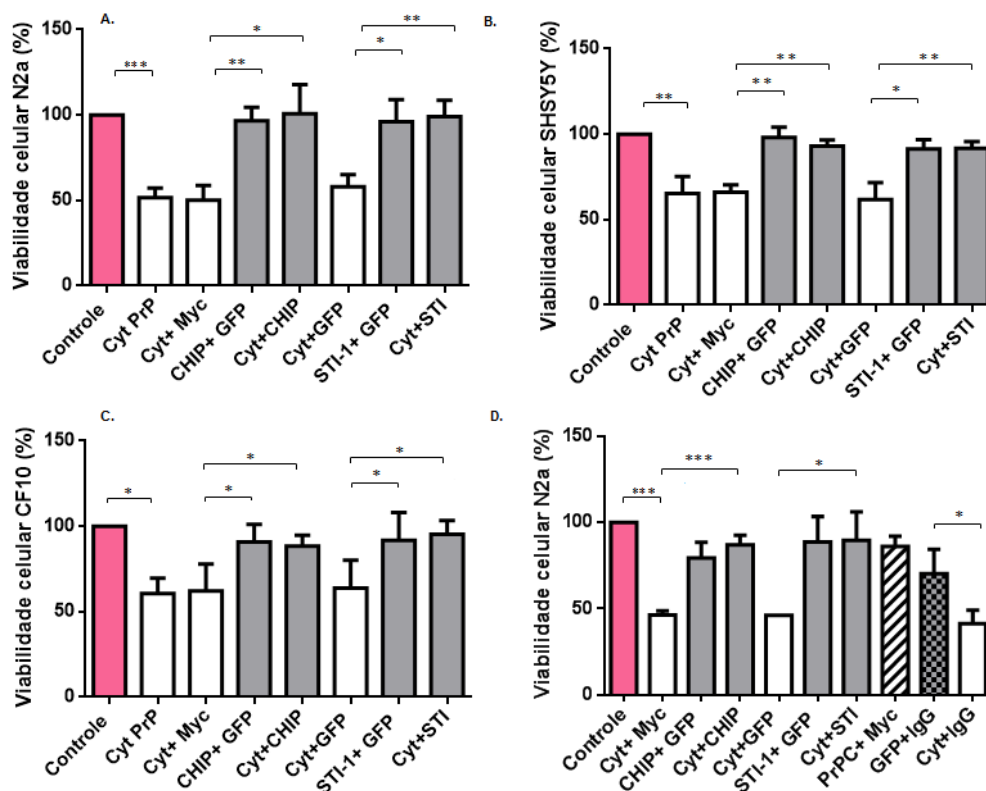 A.
Viabilidade celular N2a (%)
150
100
50
0
***
**
*
*
**
Controle
Cyt PrP
Cyt+ Myc
CHIP+ GFP
Cyt+CHIP
Cyt+GFP
STI-1+ GFP
Cyt+STI
B.
Viabilidade celular SHSY5Y (%)
150
100
50
0
**
**
**
*
**
Controle
Cyt PrP
Cyt+ Myc
CHIP+ GFP
Cyt+CHIP
Cyt+GFP
STI-1+ GFP
Cyt+STI
C.
Viabilidade celular CF10 (%)
150
100
50
0
*
*
*
*
*
Controle
Cyt PrP
Cyt+ Myc
CHIP+ GFP
Cyt+CHIP
Cyt+GFP
STI-1+ GFP
Cyt+STI
D.
Viabilidade celular N2a (%)
150
100
50
0
***
***
*
*
Controle
Cyt+ Myc
CHIP+ GFP
Cyt+CHIP
Cyt+GFP
STI-1+ GFP
Cyt+STI
PrPC+ Myc
GFP+IgG
Cyt+IgG